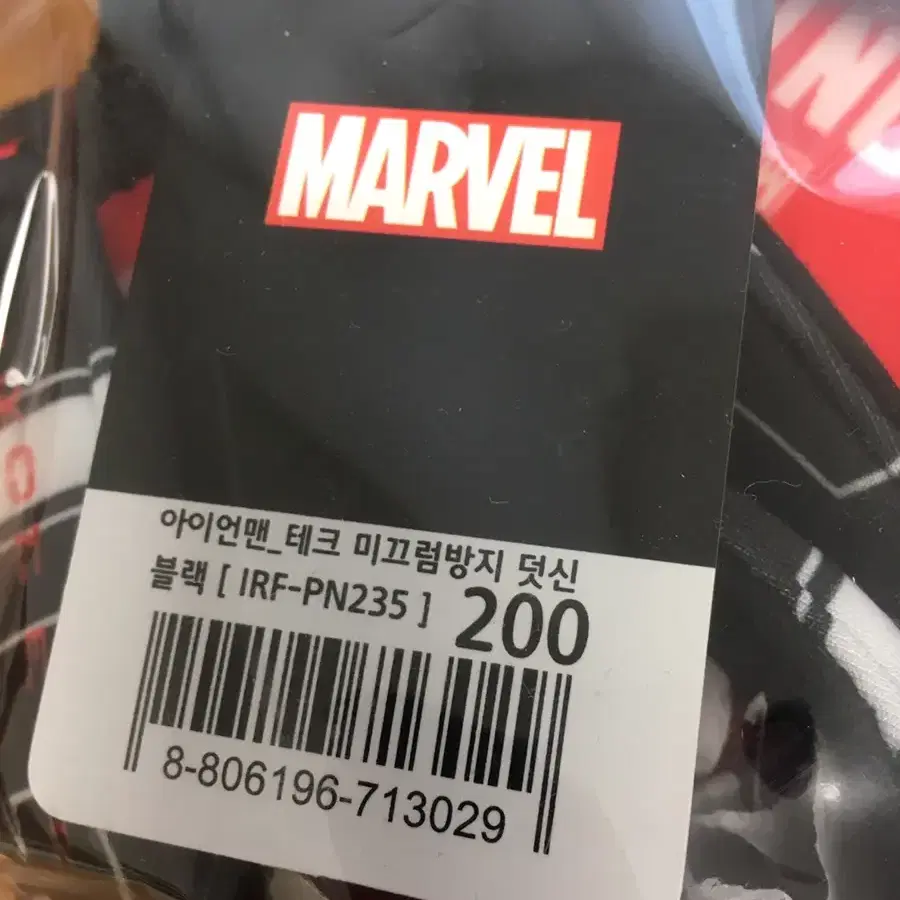 MARVEL
아이언맨_테크 미끄럼방지 덧신
블랙 [ IRF-PN235 ] 200
8-806196-713029